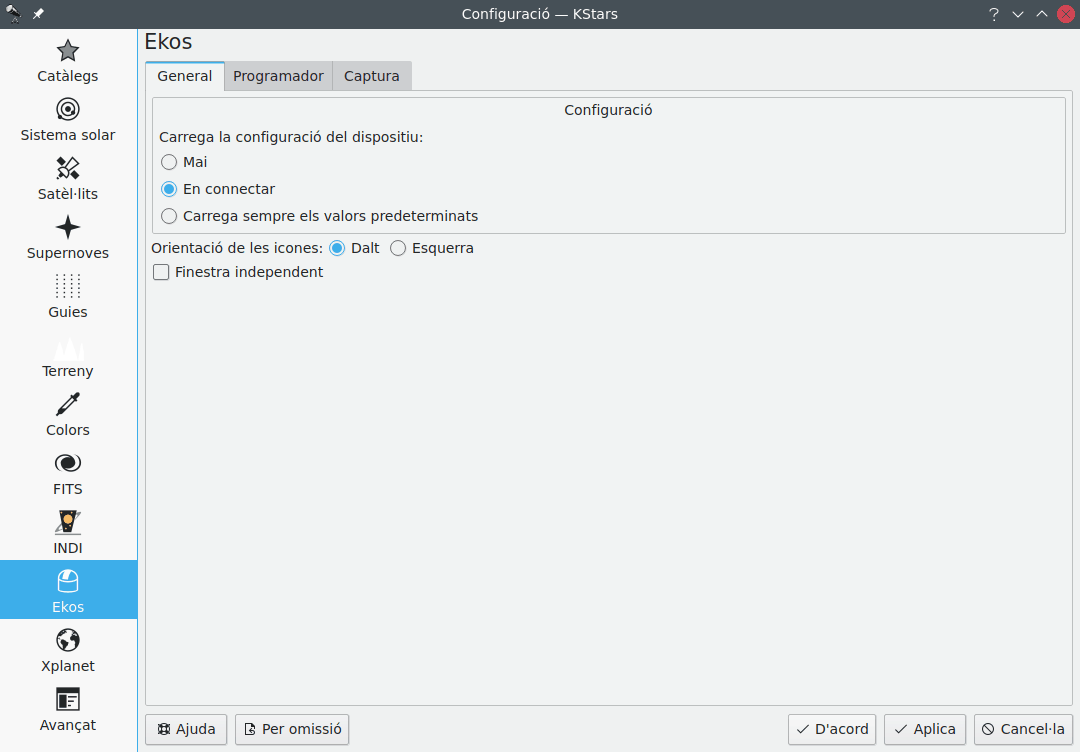 Configuració — KStars
Catàlegs
Sistema solar
Satèl·lits
Supernoves
Guies
Terreny
Colors
FITS
INDI
Ekos
Xplanet
Avançat
Ekos
General Programador Captura
Configuració
Carrega la configuració del dispositiu:
Mai
En connectar
Carrega sempre els valors predeterminats
Orientació de les icones: Dalt Esquerra
Finestra independent
Ajuda Per omissió D'acord Aplica Cancel·la